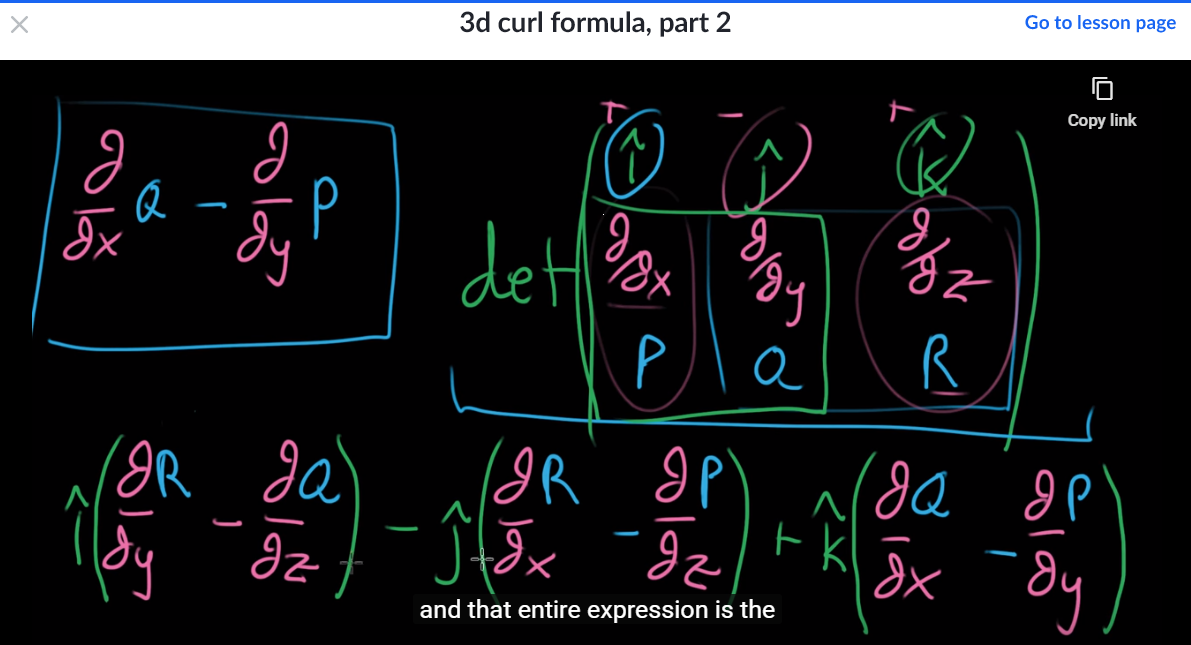 3d curl formula, part 2
Go to lesson page
Copy link
∂/∂x Q − ∂/∂y P
+ − +
î ĵ k̂
det ∂/∂x ∂/∂y ∂/∂z
P Q R
î(∂R/∂y − ∂Q/∂z) − ĵ(∂R/∂x − ∂P/∂z) + k̂(∂Q/∂x − ∂P/∂y)
and that entire expression is the